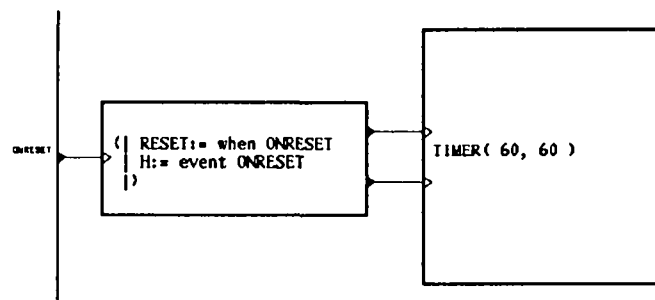 ONRESET
(| RESET:= when ONRESET
| H:= event ONRESET
|)
TIMER( 60, 60 )